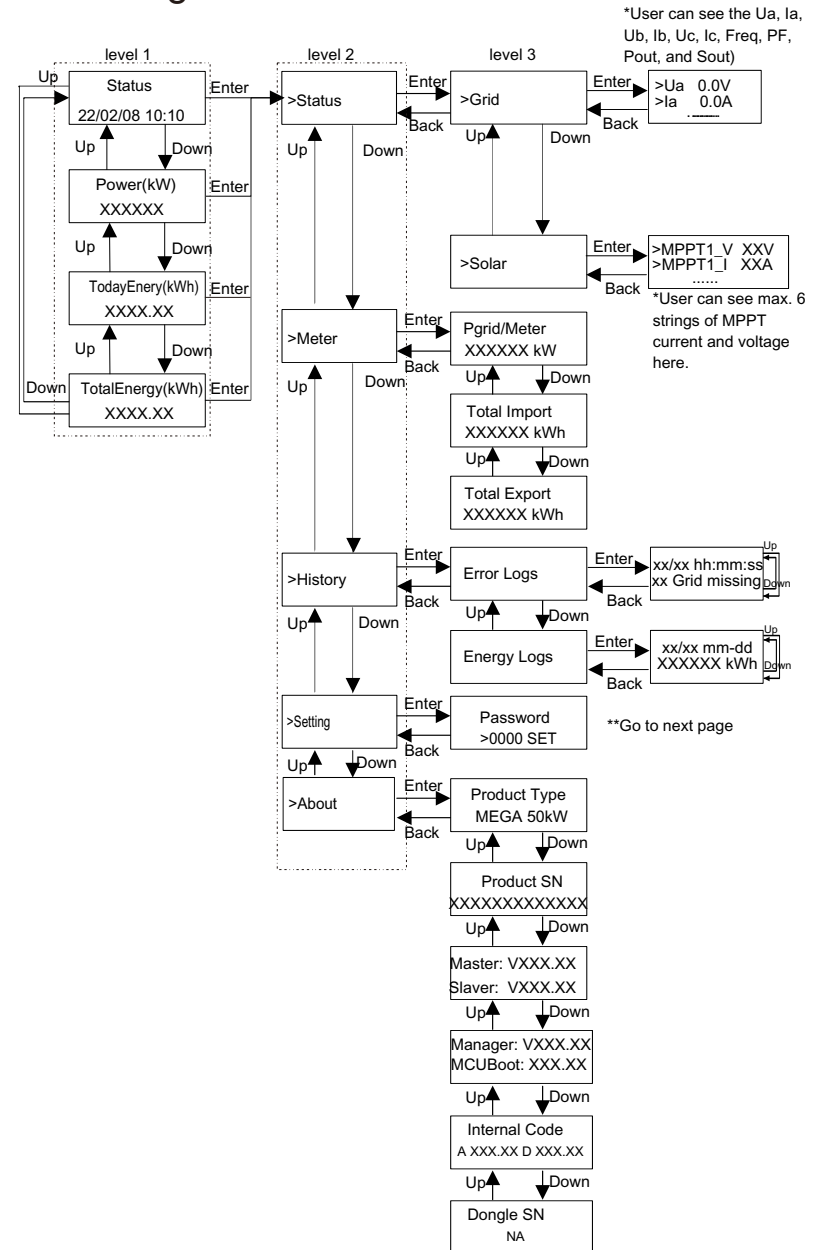 *User can see the Ua, Ia,
Ub, Ib, Uc, Ic, Freq, PF,
Pout, and Sout)
level 1
level 2
level 3
Up
Status
22/02/08 10:10
Enter
>Status
Enter
Back
>Grid
Enter
Back
>Ua 0.0V
>Ia 0.0A
Up
Down
Up
Down
Up
Down
Power(kW)
XXXXXX
Enter
Up
Down
>Solar
Enter
Back
>MPPT1_V XXV
>MPPT1_I XXA
......
*User can see max. 6
strings of MPPT
current and voltage
here.
TodayEnery(kWh)
XXXX.XX
Enter
Up
Down
Down
TotalEnergy(kWh)
XXXX.XX
Enter
>Meter
Enter
Back
Pgrid/Meter
XXXXXX kW
Up
Down
Up
Down
Total Import
XXXXXX kWh
Up
Down
Total Export
XXXXXX kWh
>History
Enter
Back
Error Logs
Enter
Back
xx/xx hh:mm:ss
xx Grid missing
Up
Down
Up
Down
Up
Down
Energy Logs
Enter
Back
xx/xx mm-dd
XXXXXX kWh
Up
Down
>Setting
Enter
Back
Password
>0000 SET
**Go to next page
Up
Down
>About
Enter
Back
Product Type
MEGA 50kW
Up
Down
Product SN
XXXXXXXXXXXXX
Up
Down
Master: VXXX.XX
Slaver: VXXX.XX
Up
Down
Manager: VXXX.XX
MCUBoot: XXX.XX
Up
Down
Internal Code
A XXX.XX D XXX.XX
Up
Down
Dongle SN
NA